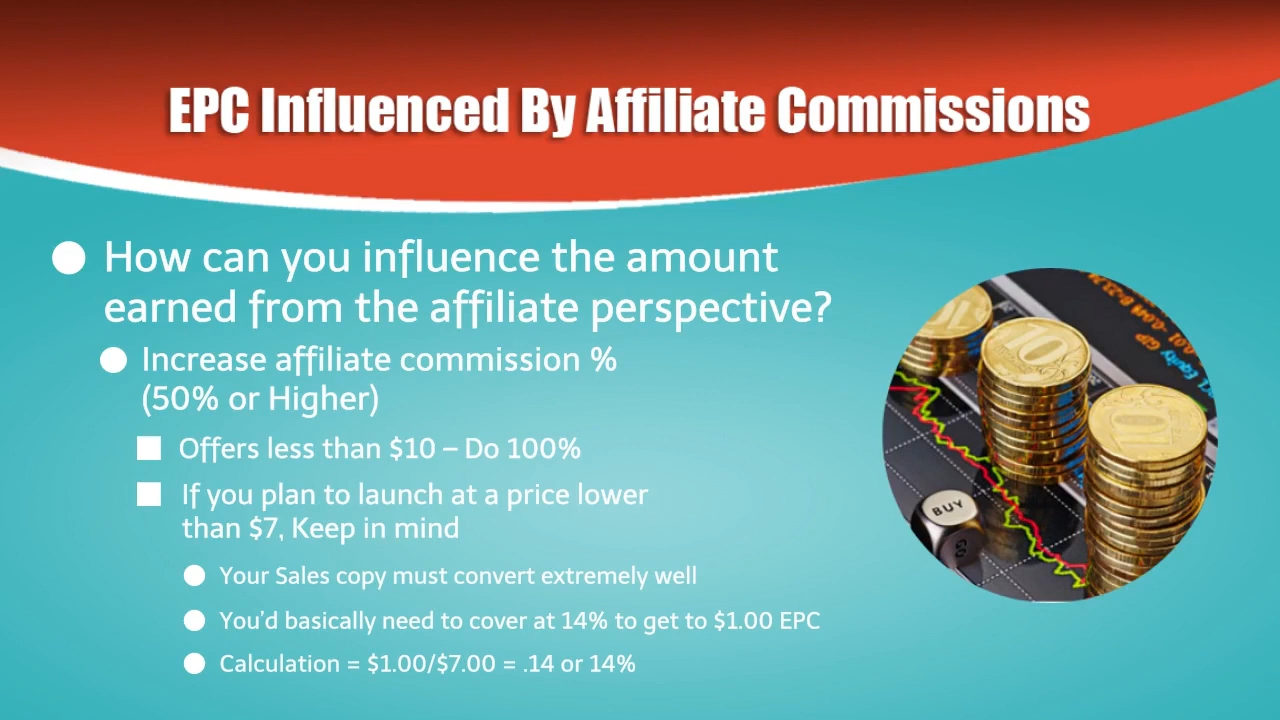 EPC Influenced By Affiliate Commissions
How can you influence the amount
earned from the affiliate perspective?
Increase affiliate commission %
(50% or Higher)
Offers less than $10 – Do 100%
If you plan to launch at a price lower
than $7, Keep in mind
Your Sales copy must convert extremely well
You'd basically need to cover at 14% to get to $1.00 EPC
Calculation = $1.00/$7.00 = .14 or 14%
10
10
BUY
Equity GIP